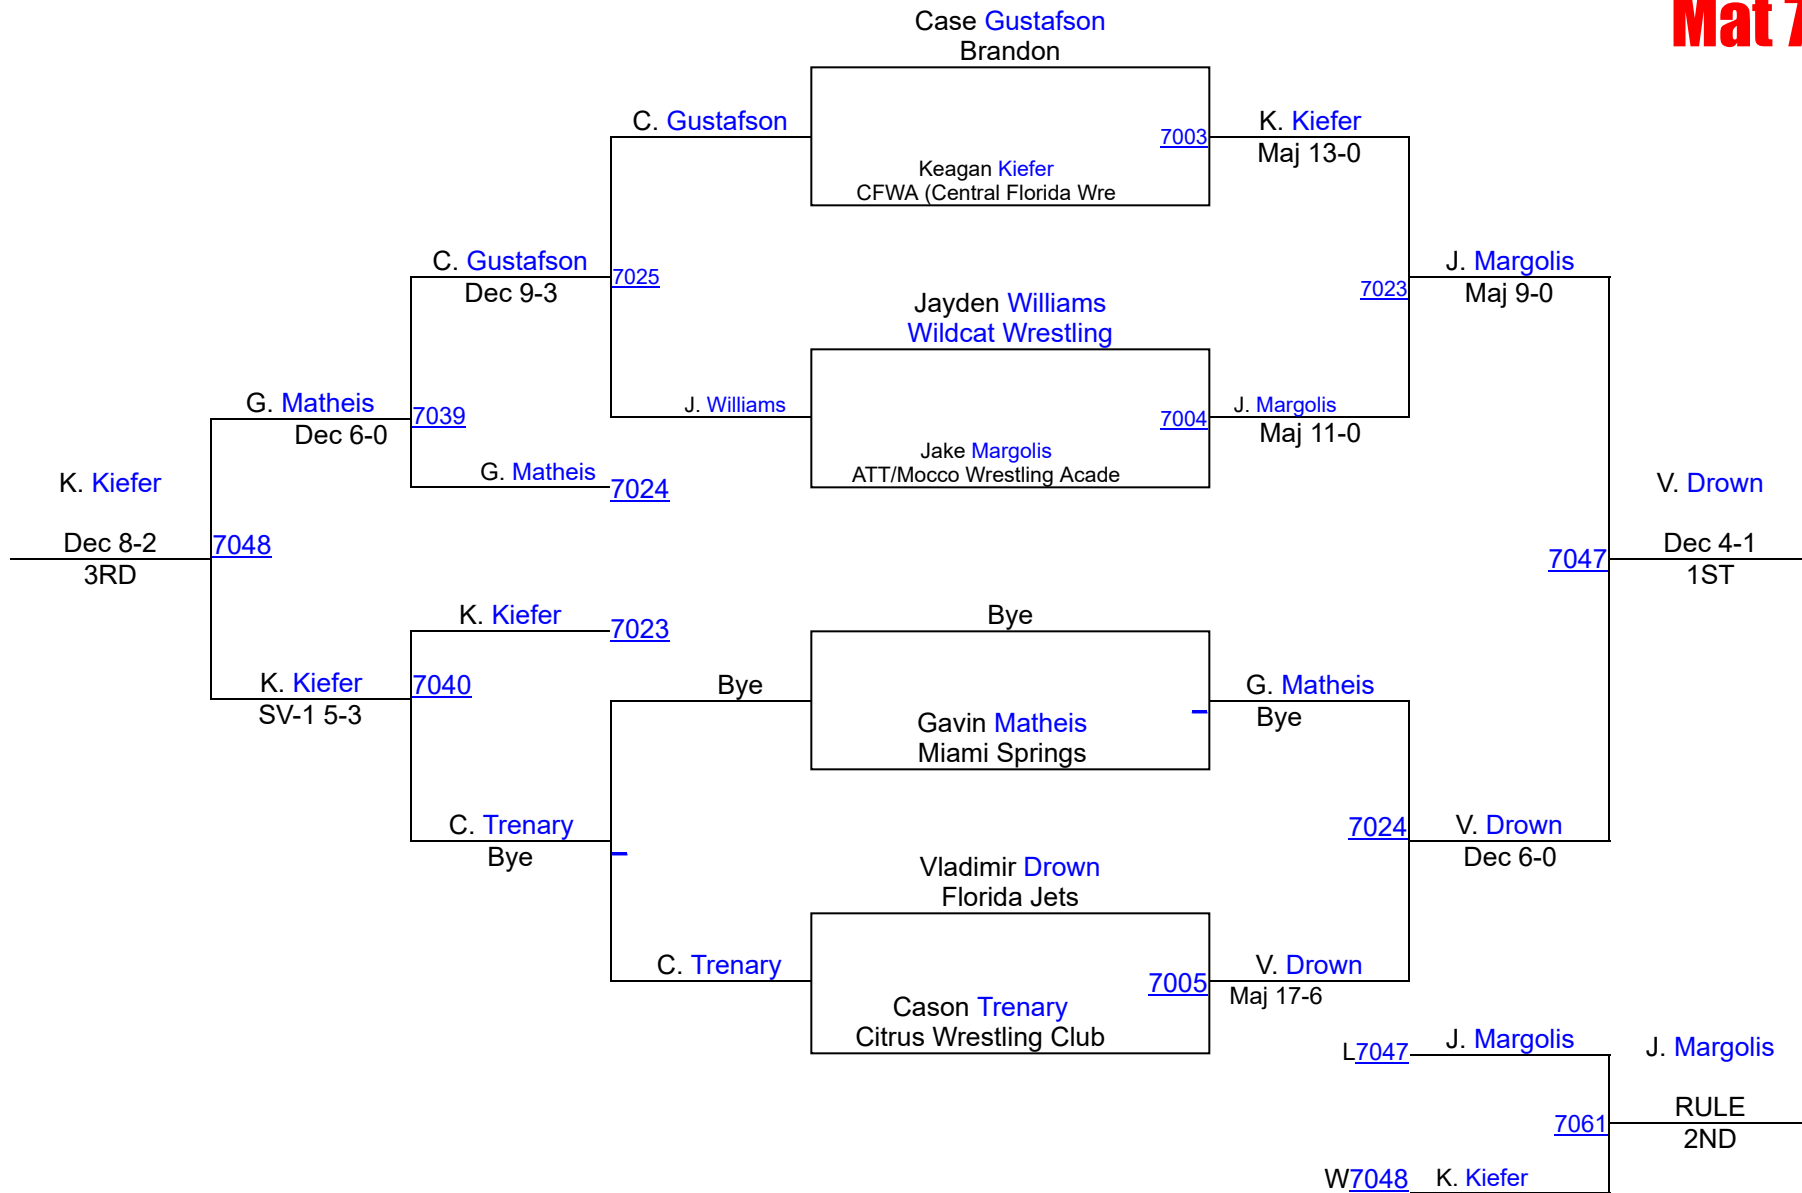 Mat 7
Case Gustafson
Brandon
C. Gustafson
7003
K. Kiefer
Maj 13-0
Keagan Kiefer
CFWA (Central Florida Wre
C. Gustafson
Dec 9-3
7025
J. Margolis
Maj 9-0
7023
Jayden Williams
Wildcat Wrestling
G. Matheis
Dec 6-0
7039
J. Williams
7004
J. Margolis
Maj 11-0
Jake Margolis
ATT/Mocco Wrestling Acade
G. Matheis
7024
K. Kiefer
Dec 8-2
3RD
7048
V. Drown
7047
Dec 4-1
1ST
K. Kiefer
7023
Bye
K. Kiefer
SV-1 5-3
7040
Bye
G. Matheis
Bye
Gavin Matheis
Miami Springs
C. Trenary
Bye
7024
V. Drown
Dec 6-0
Vladimir Drown
Florida Jets
C. Trenary
7005
V. Drown
Maj 17-6
Cason Trenary
Citrus Wrestling Club
L7047
J. Margolis
J. Margolis
7061
RULE
2ND
W7048
K. Kiefer